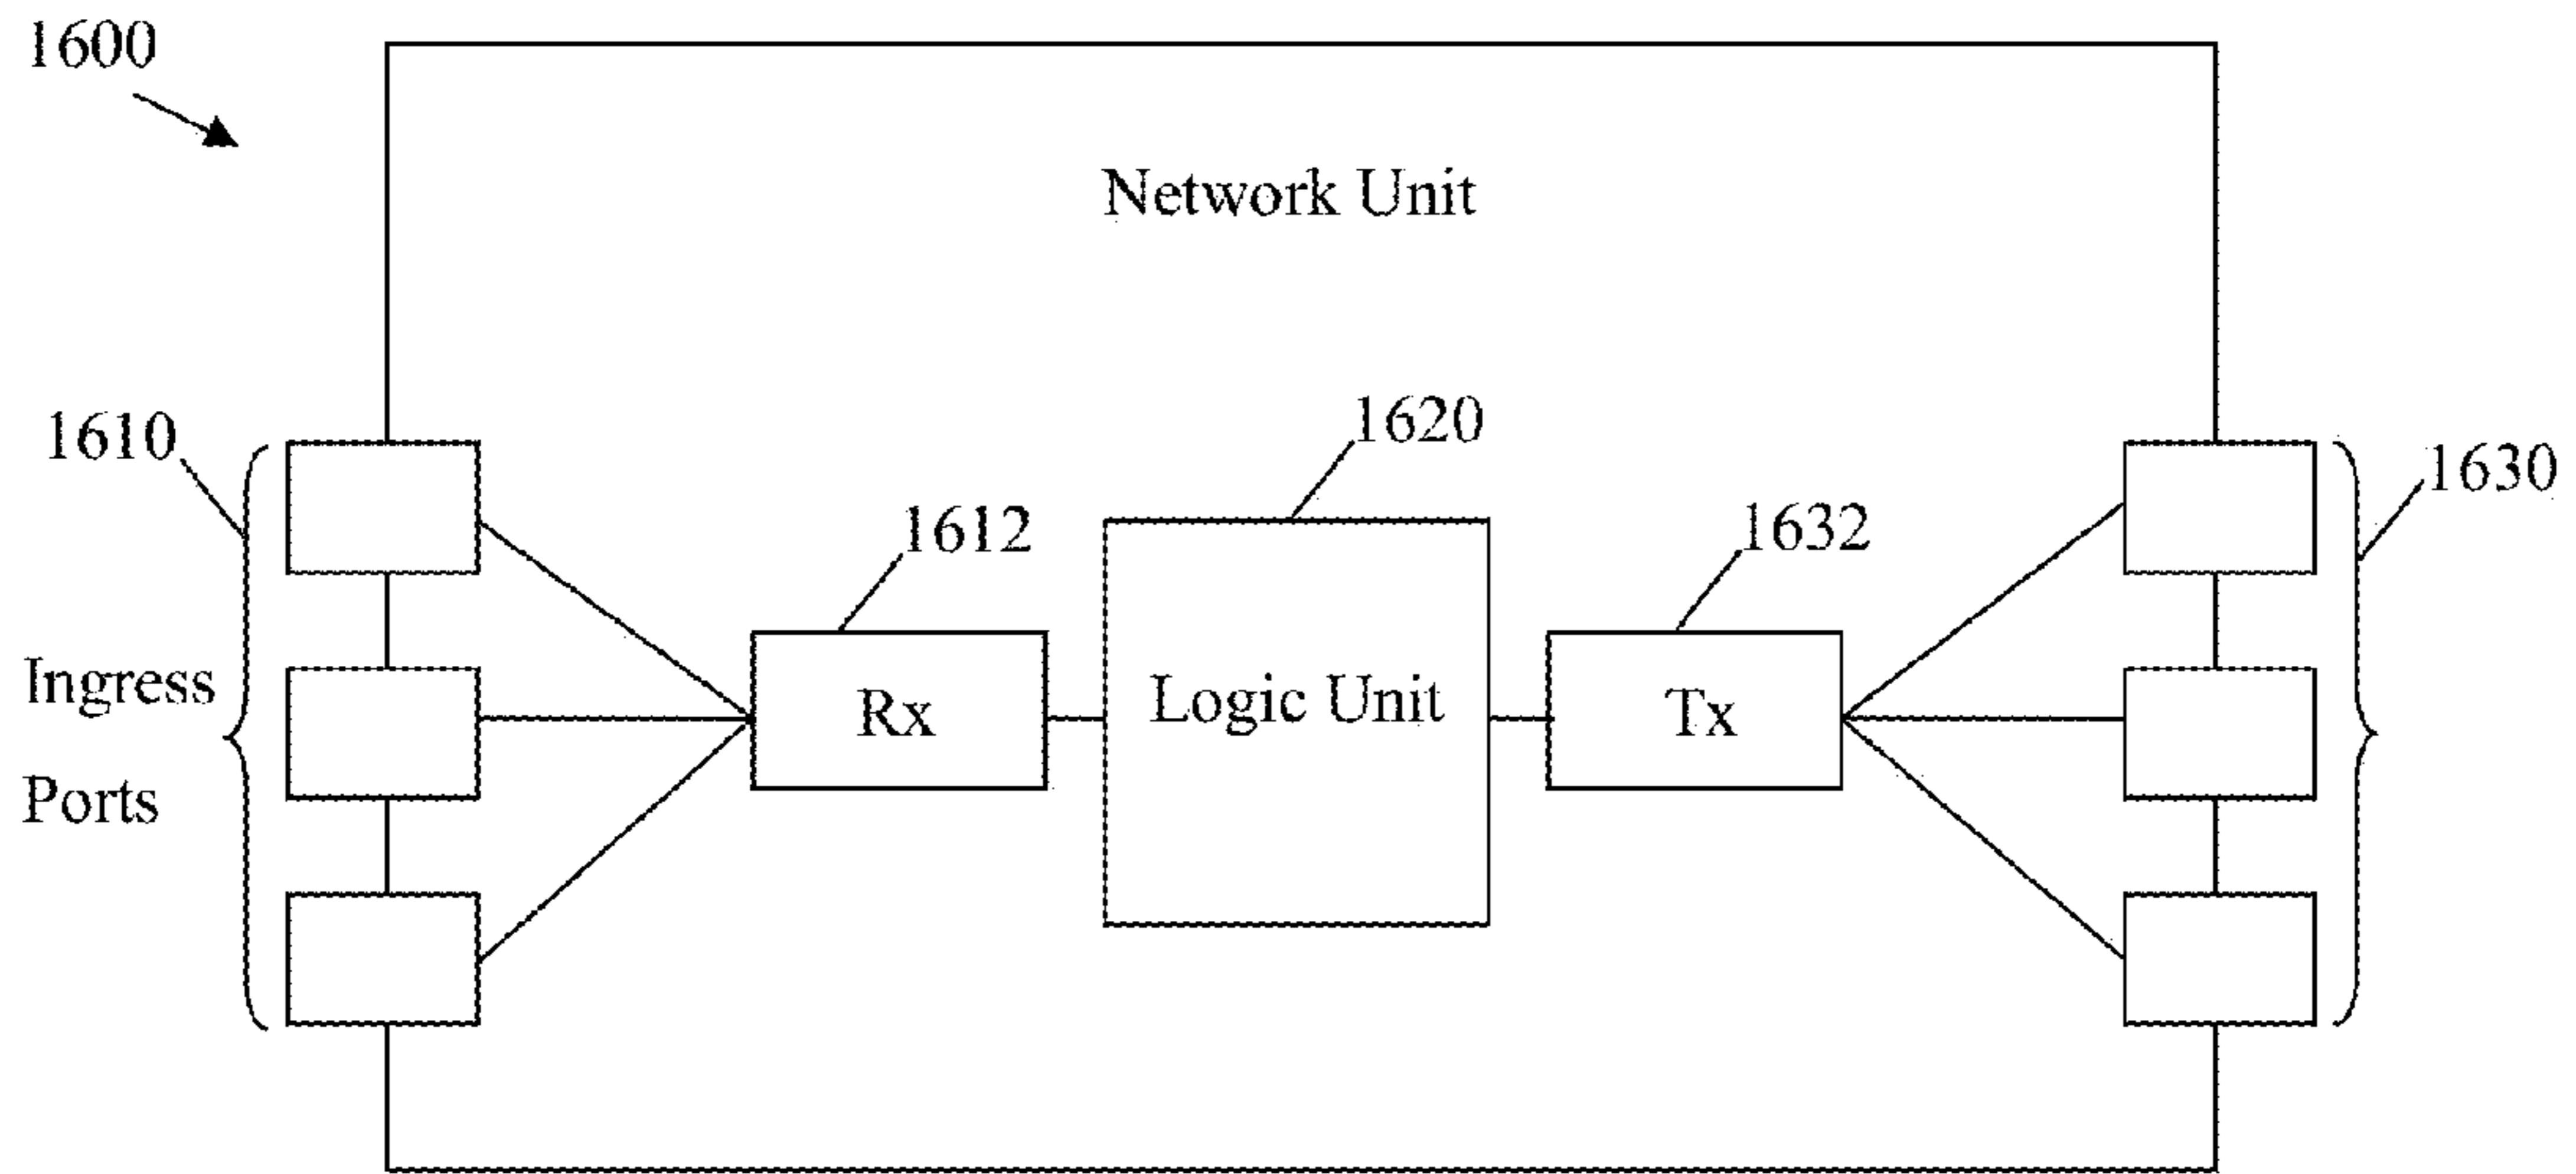 1600
Network Unit
1610
1620
1630
1612
1632
Ingress
Ports
Rx
Logic Unit
Tx